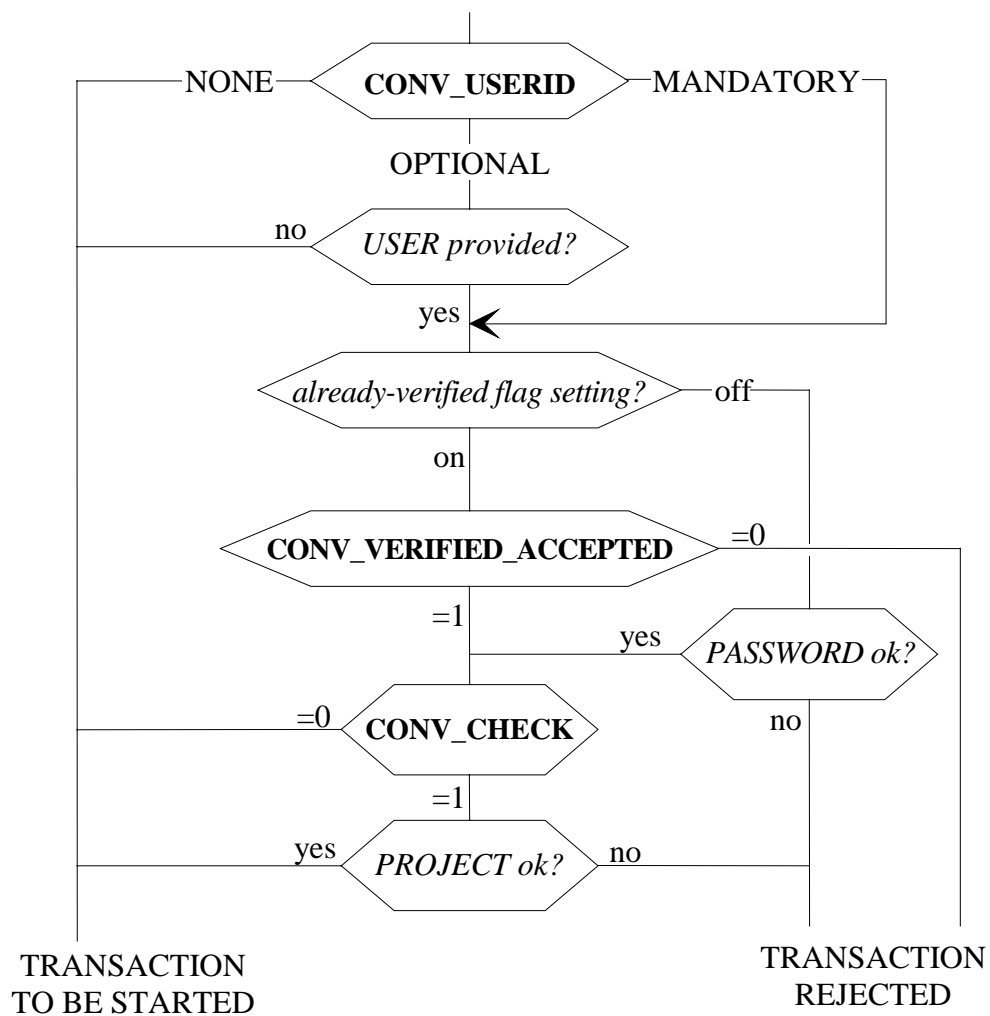 NONE
CONV_USERID
MANDATORY
OPTIONAL
no
USER provided?
yes
already-verified flag setting?
off
on
CONV_VERIFIED_ACCEPTED
=0
=1
yes
PASSWORD ok?
=0
CONV_CHECK
no
=1
yes
PROJECT ok?
no
TRANSACTION
TO BE STARTED
TRANSACTION
REJECTED